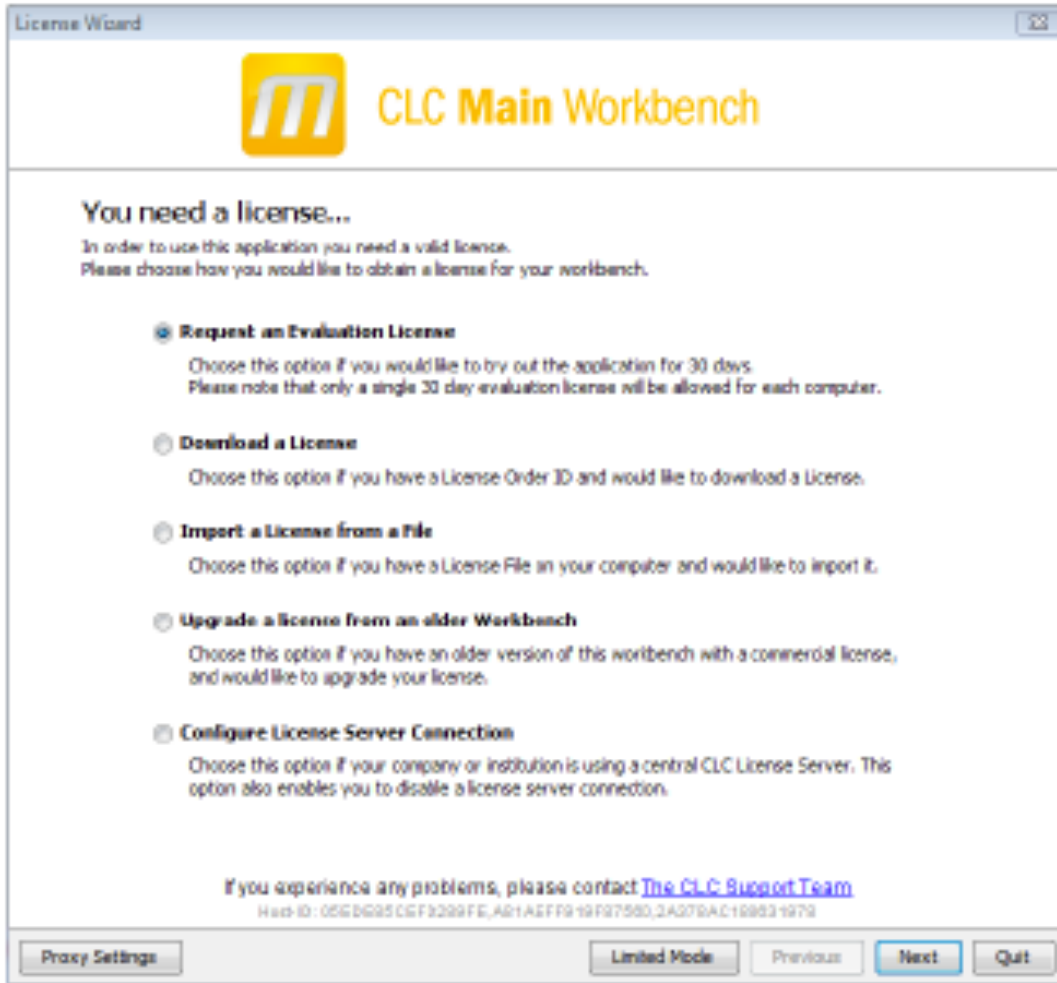 License Wizard
m CLC Main Workbench
You need a license...
In order to use this application you need a valid license.
Please choose how you would like to obtain a license for your workbench.
Request an Evaluation License
Choose this option if you would like to try out the application for 30 days.
Please note that only a single 30 day evaluation license will be allowed for each computer.
Download a License
Choose this option if you have a License Order ID and would like to download a License.
Import a License from a File
Choose this option if you have a License File on your computer and would like to import it.
Upgrade a license from an older Workbench
Choose this option if you have an older version of this workbench with a commercial license,
and would like to upgrade your license.
Configure License Server Connection
Choose this option if your company or institution is using a central CLC License Server. This
option also enables you to disable a license server connection.
If you experience any problems, please contact The CLC Support Team
Host-ID:
Proxy Settings Limited Mode Previous Next Quit